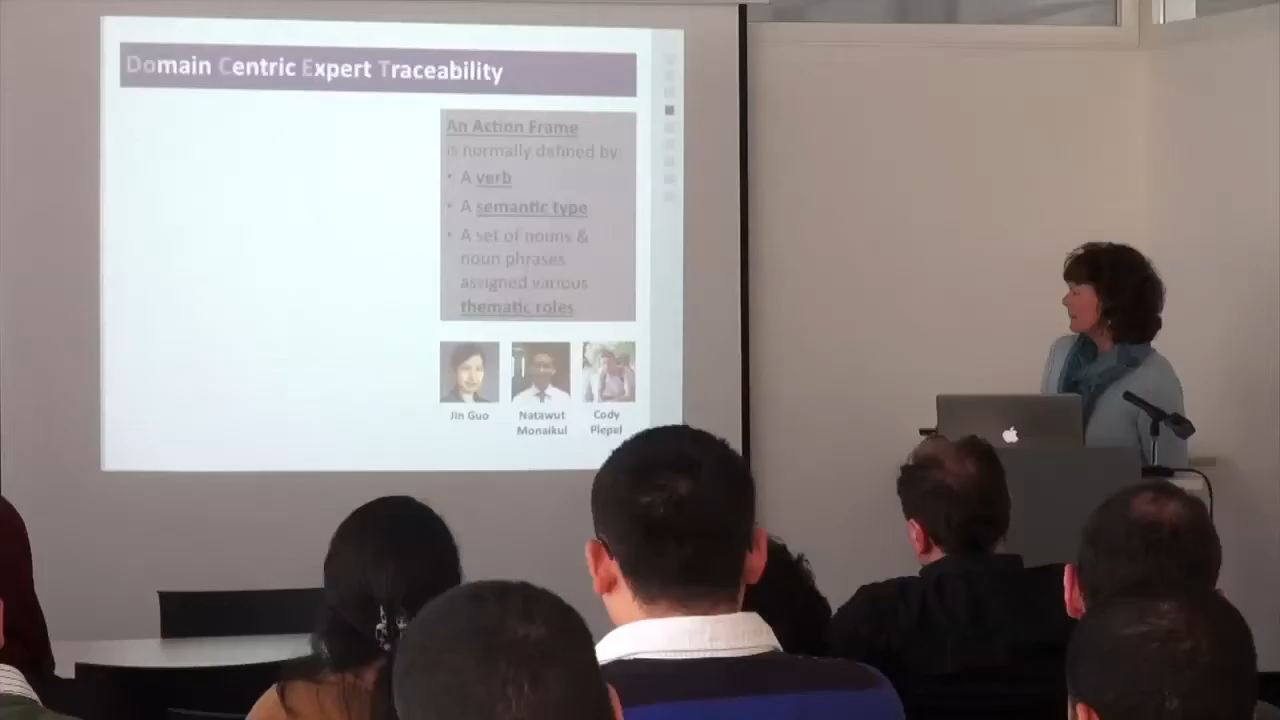 Domain Centric Expert Traceability
An Action Frame
is normally defined by:
• A verb
• A semantic type
• A set of nouns &
noun phrases
assigned various
thematic roles
Jin Guo
Natawut
Monaikul
Cody
Piepel